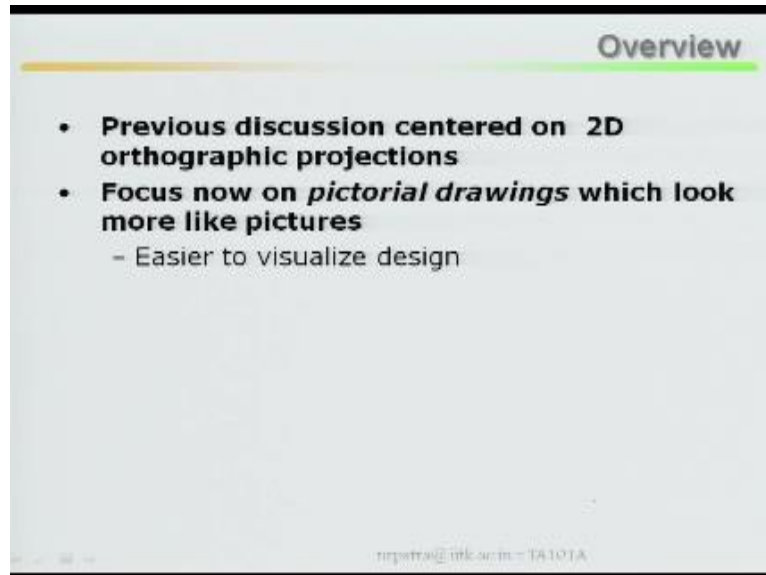 Overview
• Previous discussion centered on 2D
orthographic projections
• Focus now on pictorial drawings which look
more like pictures
– Easier to visualize design